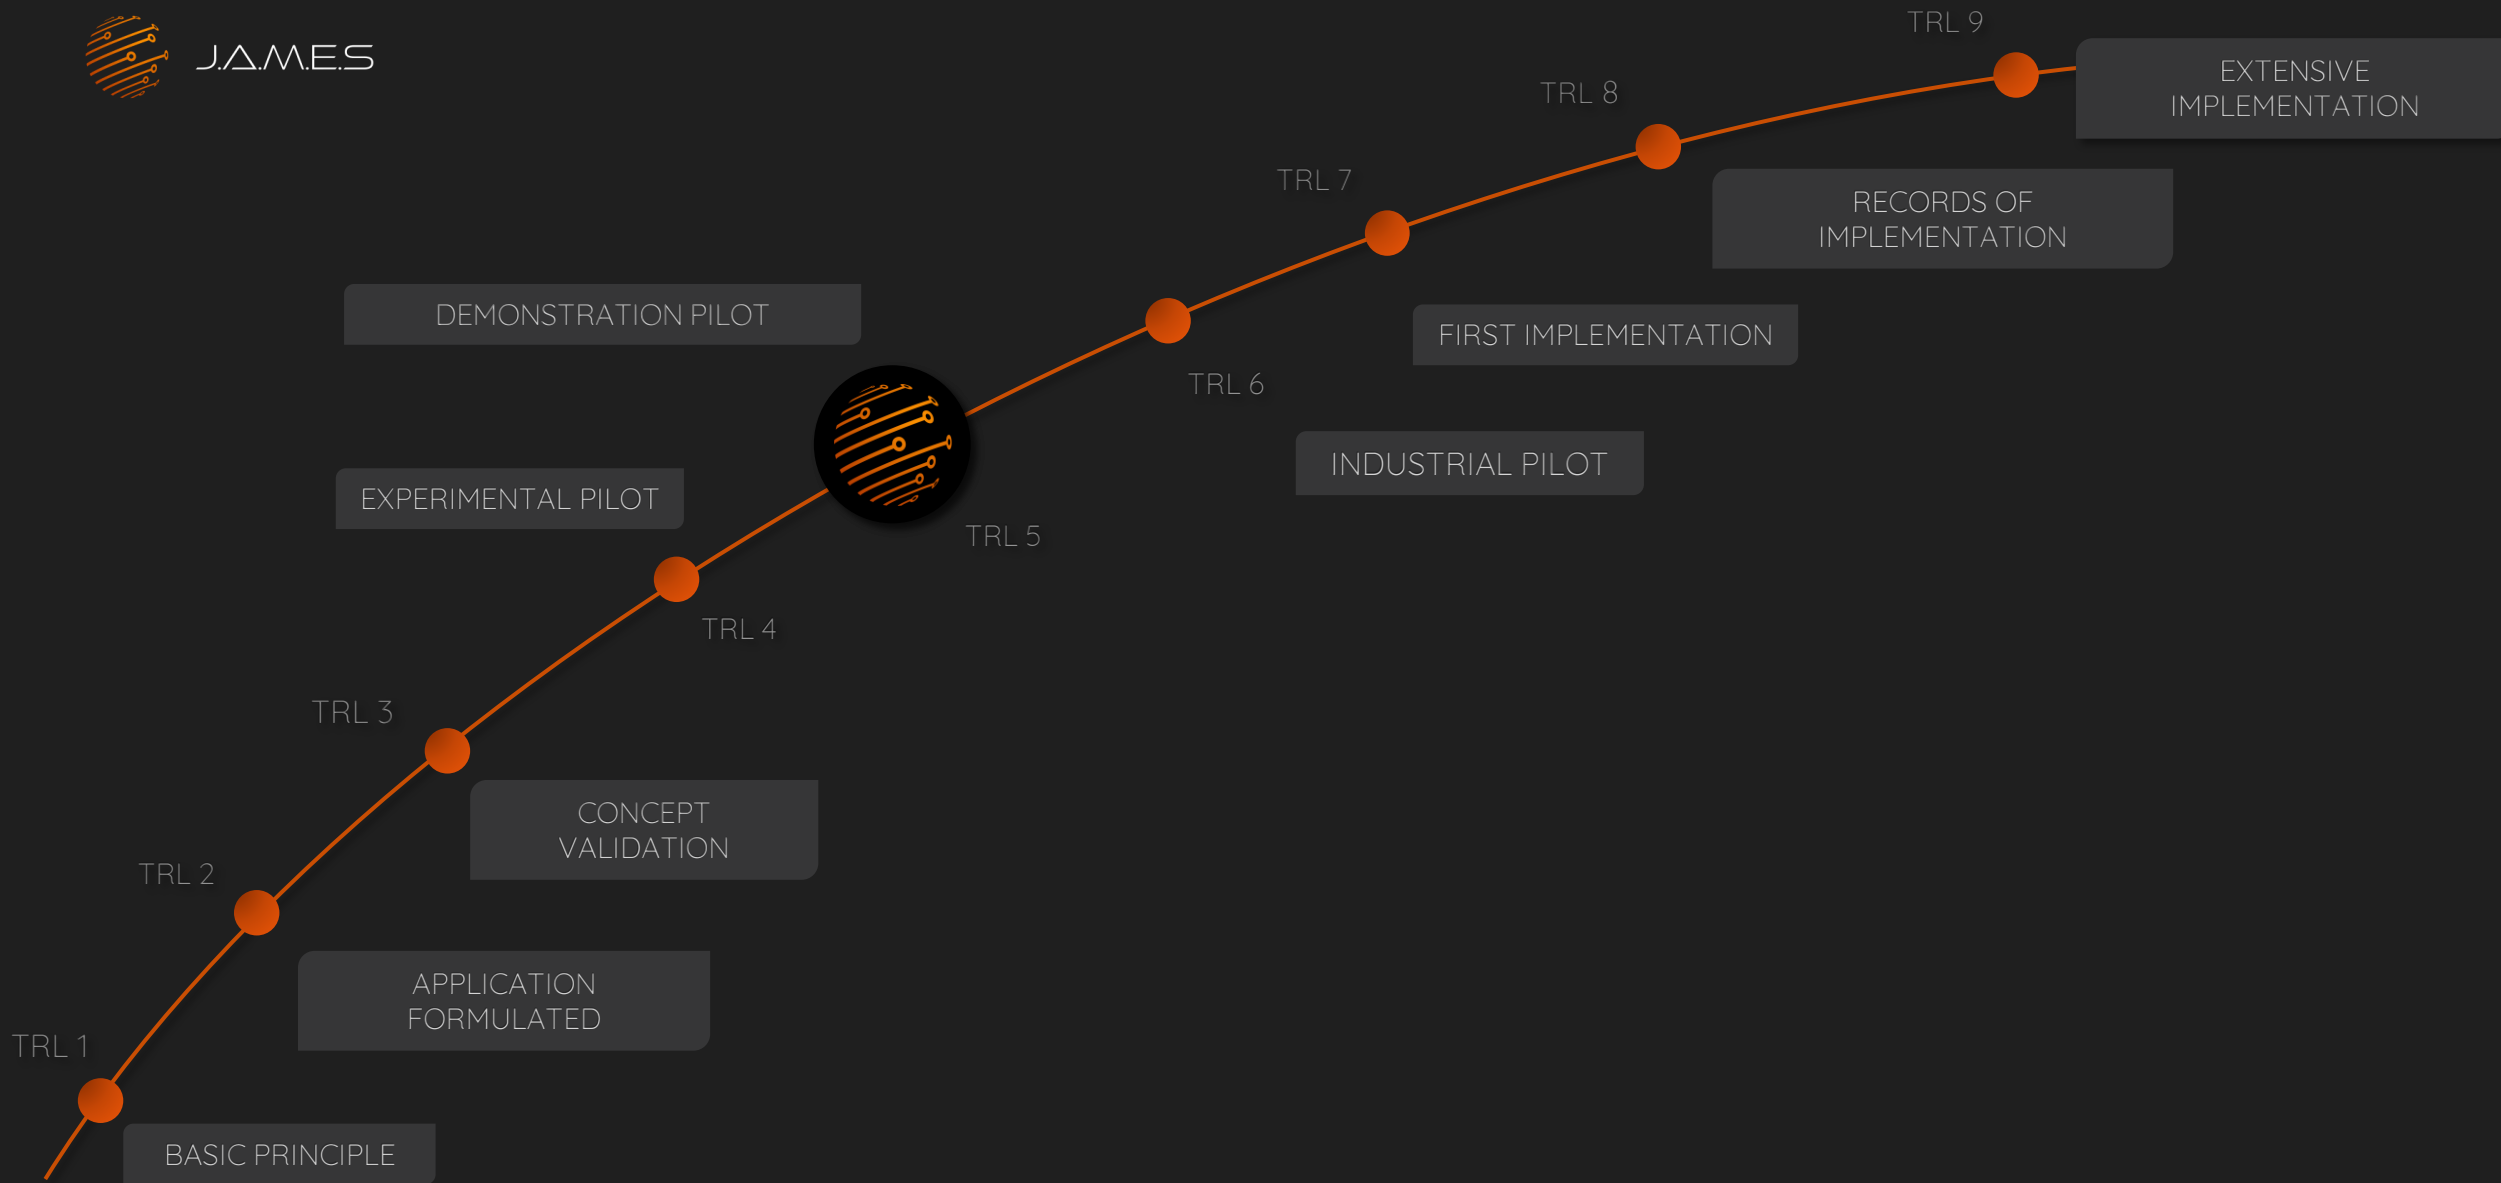 J.A.M.E.S
TRL 9
EXTENSIVE
IMPLEMENTATION
TRL 8
RECORDS OF
IMPLEMENTATION
TRL 7
FIRST IMPLEMENTATION
DEMONSTRATION PILOT
TRL 6
INDUSTRIAL PILOT
EXPERIMENTAL PILOT
TRL 5
TRL 4
TRL 3
CONCEPT
VALIDATION
TRL 2
APPLICATION
FORMULATED
TRL 1
BASIC PRINCIPLE